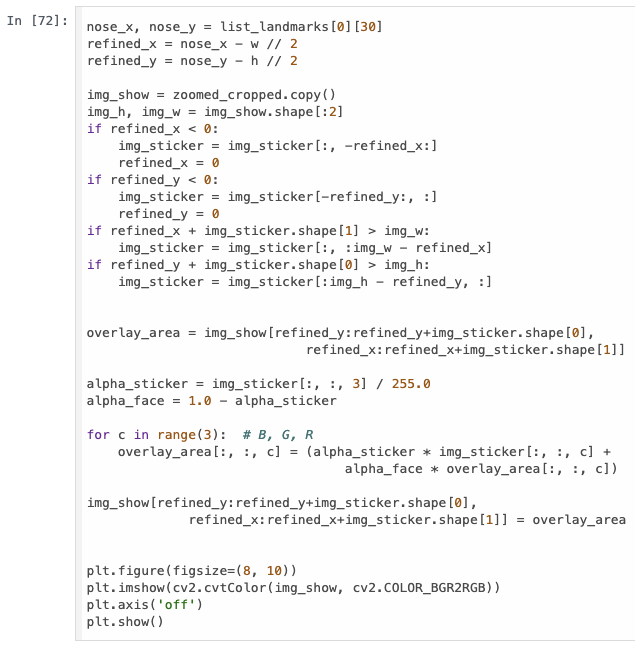 In [72]:
nose_x, nose_y = list_landmarks[0][30]
refined_x = nose_x - w // 2
refined_y = nose_y - h // 2

img_show = zoomed_cropped.copy()
img_h, img_w = img_show.shape[:2]
if refined_x < 0:
    img_sticker = img_sticker[:, -refined_x:]
    refined_x = 0
if refined_y < 0:
    img_sticker = img_sticker[-refined_y:, :]
    refined_y = 0
if refined_x + img_sticker.shape[1] > img_w:
    img_sticker = img_sticker[:, :img_w - refined_x]
if refined_y + img_sticker.shape[0] > img_h:
    img_sticker = img_sticker[:img_h - refined_y, :]


overlay_area = img_show[refined_y:refined_y+img_sticker.shape[0],
                            refined_x:refined_x+img_sticker.shape[1]]

alpha_sticker = img_sticker[:, :, 3] / 255.0
alpha_face = 1.0 - alpha_sticker

for c in range(3):  # B, G, R
    overlay_area[:, :, c] = (alpha_sticker * img_sticker[:, :, c] +
                                 alpha_face * overlay_area[:, :, c])

img_show[refined_y:refined_y+img_sticker.shape[0],
             refined_x:refined_x+img_sticker.shape[1]] = overlay_area


plt.figure(figsize=(8, 10))
plt.imshow(cv2.cvtColor(img_show, cv2.COLOR_BGR2RGB))
plt.axis('off')
plt.show()